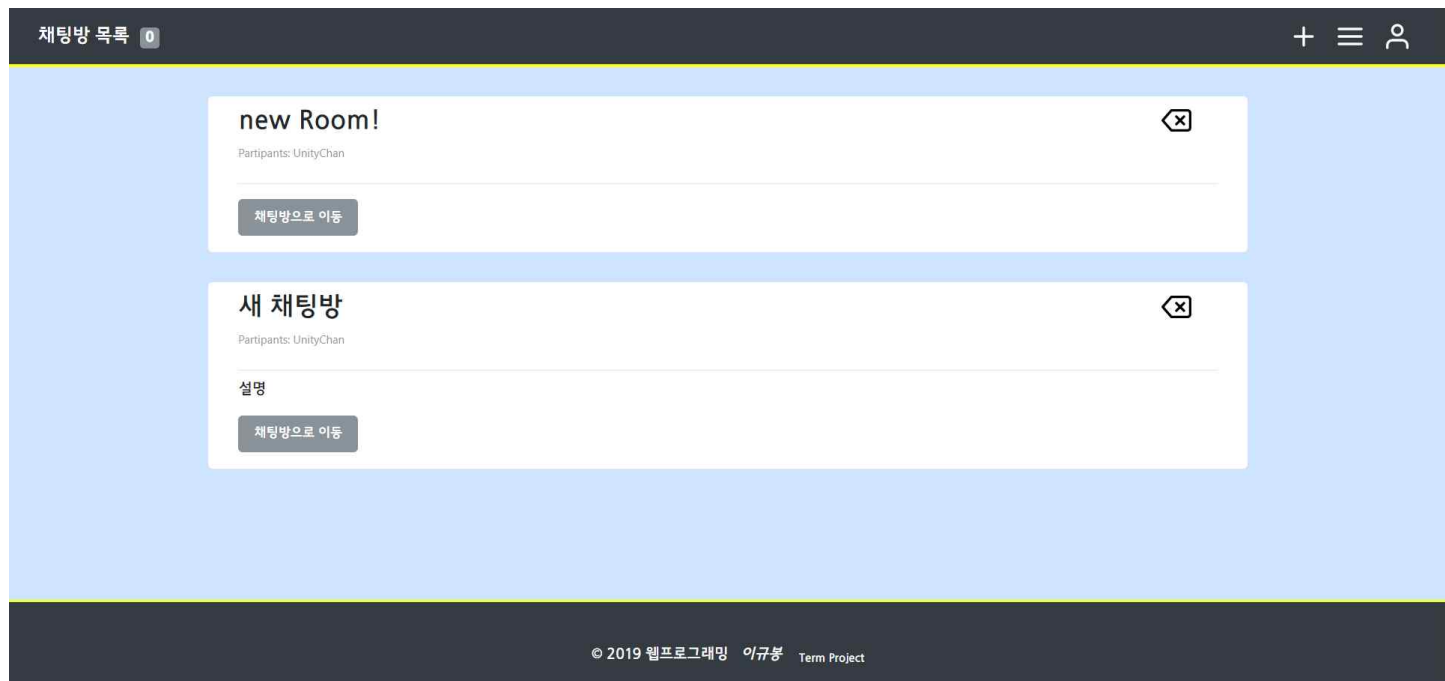 채팅방 목록 0
new Room!
Partipants: UnityChan
채팅방으로 이동
새 채팅방
Partipants: UnityChan
설명
채팅방으로 이동
© 2019 웹프로그래밍 이규봉 Term Project